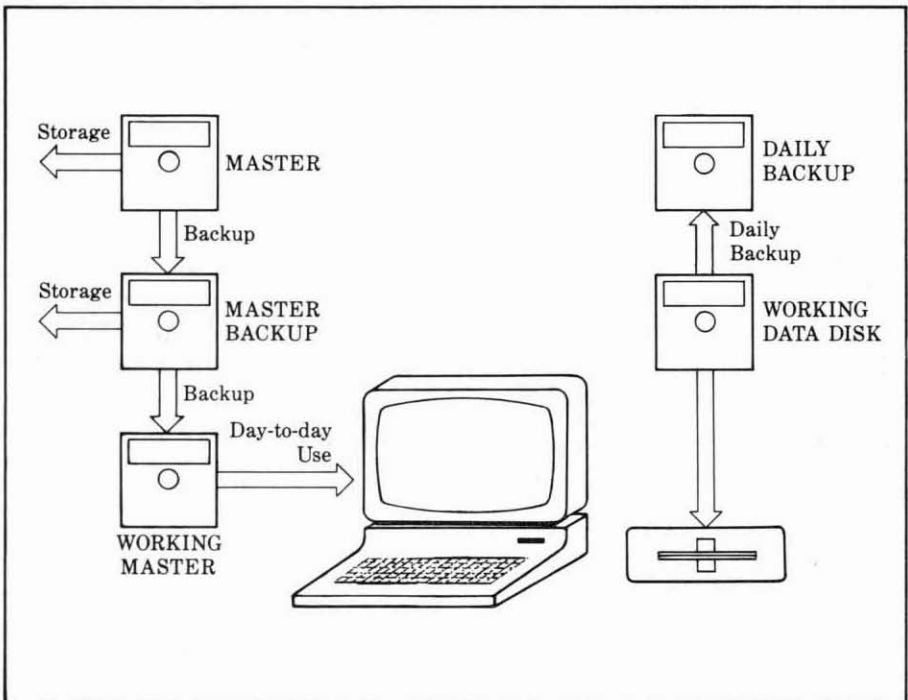 Storage
MASTER
Backup
Storage
MASTER
BACKUP
Backup
Day-to-day
Use
WORKING
MASTER
DAILY
BACKUP
Daily
Backup
WORKING
DATA DISK